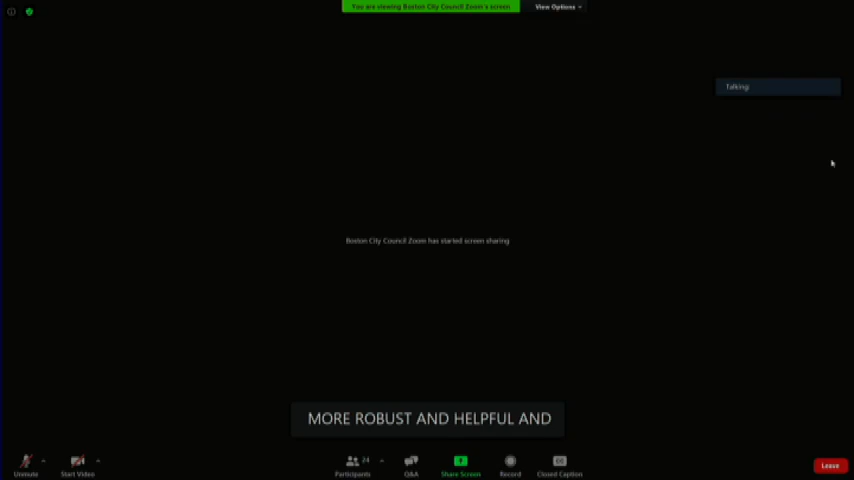 You are viewing Boston City Council Zoom's screen
View Options
Talking:
Boston City Council Zoom has started screen sharing
MORE ROBUST AND HELPFUL AND
24
Unmute
Start Video
Participants
Q&A
Share Screen
Record
Closed Caption
Leave